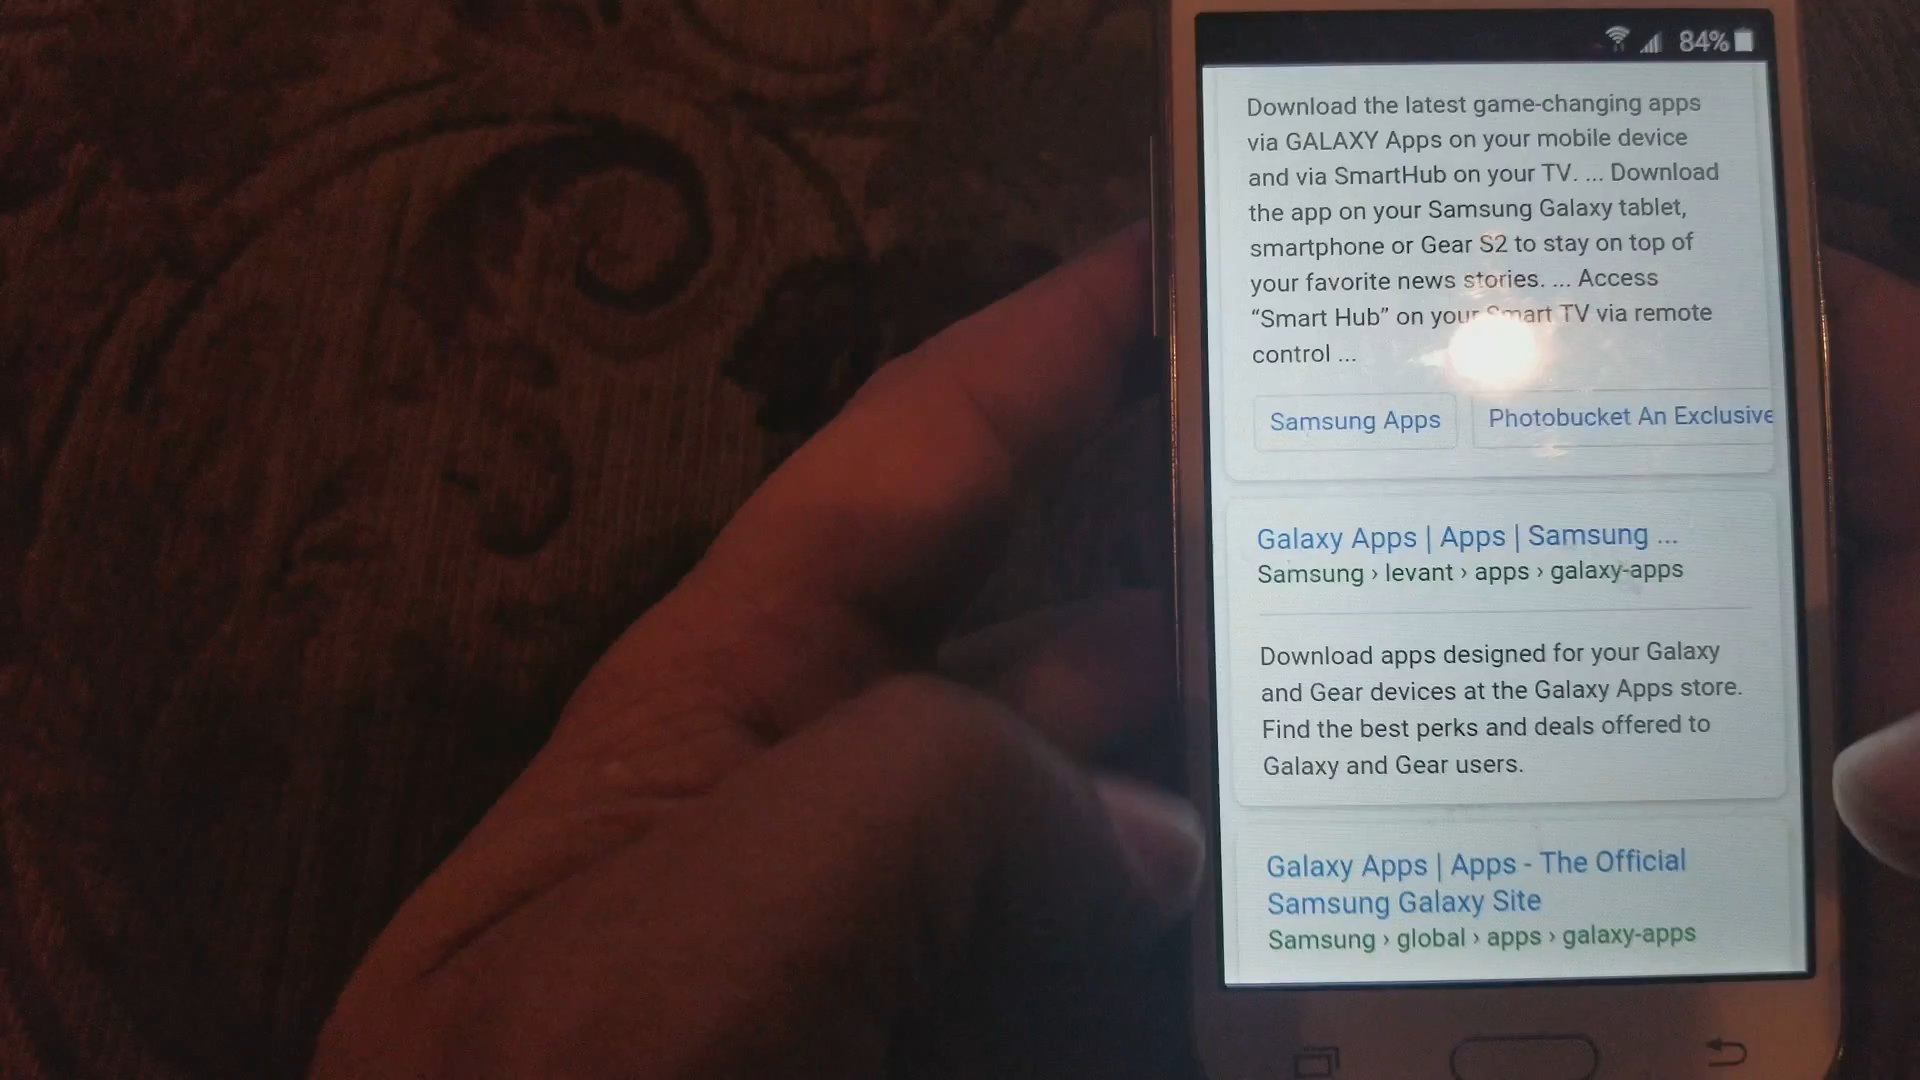 84%
Download the latest game-changing apps
via GALAXY Apps on your mobile device
and via SmartHub on your TV. ... Download
the app on your Samsung Galaxy tablet,
smartphone or Gear S2 to stay on top of
your favorite news stories. ... Access
“Smart Hub” on your Smart TV via remote
control ...
Samsung Apps
Photobucket An Exclusive
Galaxy Apps | Apps | Samsung ...
Samsung › levant › apps › galaxy-apps
Download apps designed for your Galaxy
and Gear devices at the Galaxy Apps store.
Find the best perks and deals offered to
Galaxy and Gear users.
Galaxy Apps | Apps - The Official
Samsung Galaxy Site
Samsung › global › apps › galaxy-apps